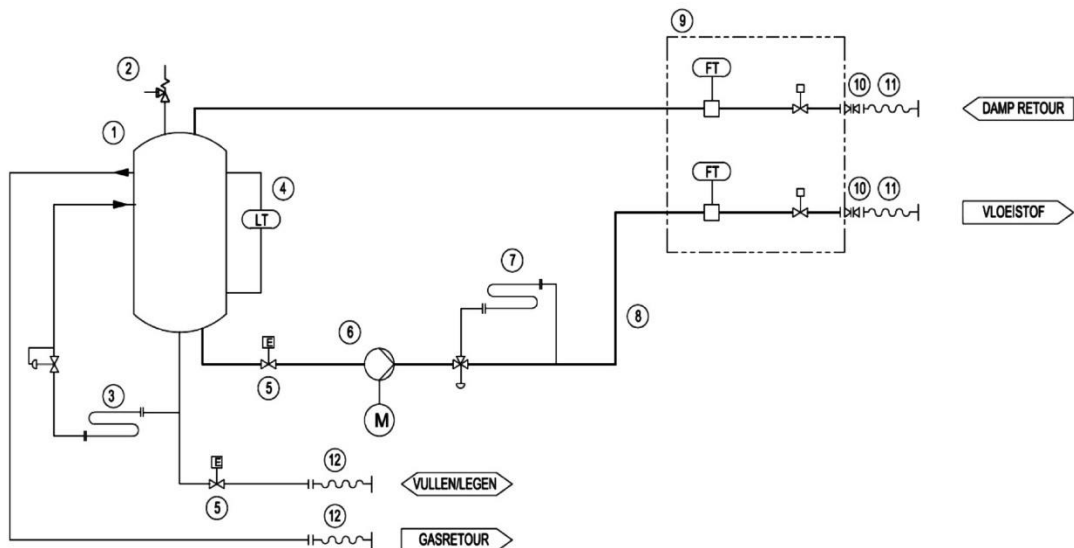 9
2
FT
10 11
DAMP RETOUR
1
FT
4
10 11
LT
VLOEISTOF
7
E
6
8
5
3
M
E
12
VULLEN/LEGEN
5
12
GASRETOUR